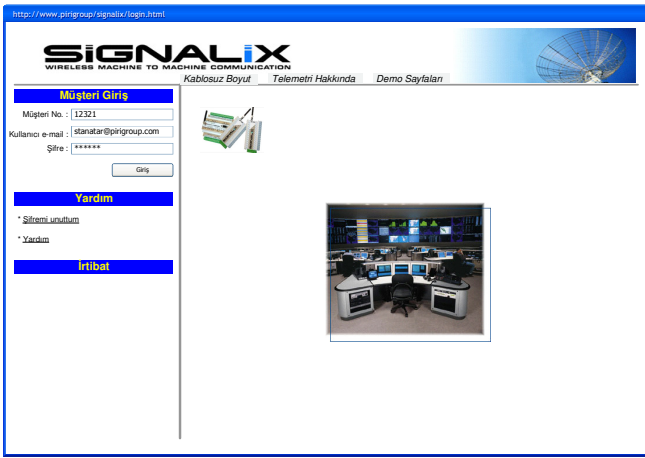 http://www.pirigroup/signalix/login.html
SiGNALiX
WIRELESS MACHINE TO MACHINE COMMUNICATION
Kablosuz Boyut Telemetri Hakkında Demo Sayfaları
Müşteri Giriş
Müşteri No. : 12321
Kullanıcı e-mail : stanatar@pirigroup.com
Şifre : ******
Giriş
Yardım
* Şifremi unuttum
* Yardım
İrtibat